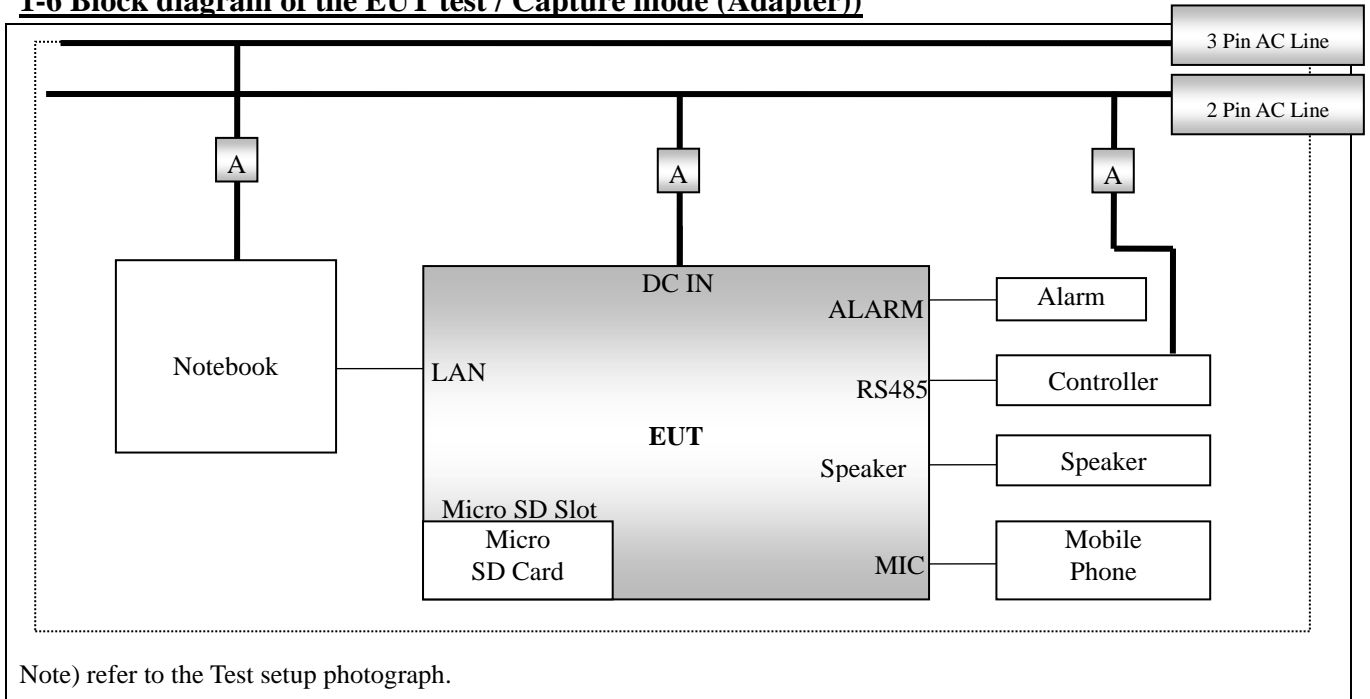 1-6 Block diagram of the EUT test / Capture mode (Adapter))
3 Pin AC Line
2 Pin AC Line
A
A
A
DC IN
ALARM
Alarm
Notebook
LAN
RS485
Controller
EUT
Speaker
Speaker
Micro SD Slot
Micro
SD Card
MIC
Mobile
Phone
Note) refer to the Test setup photograph.